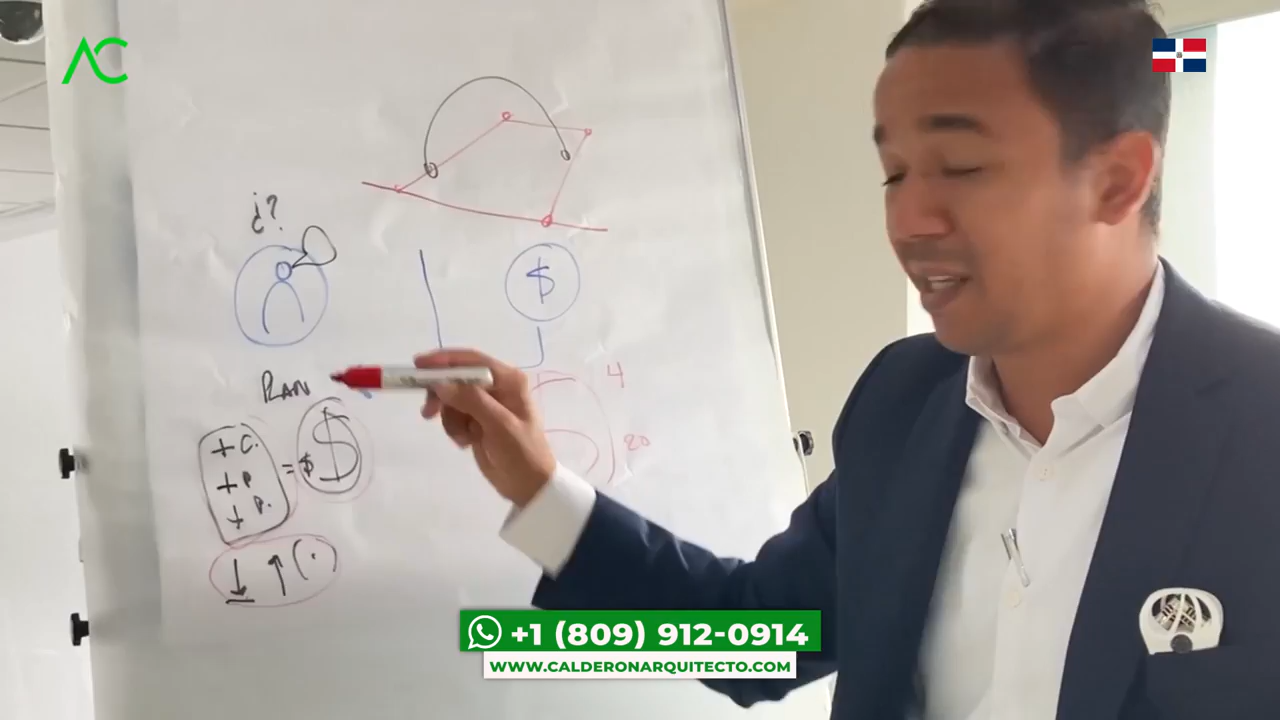 AC
¿?
$
PLAN
4
+ C.
+ P
+ P.
= $
$
20
↓ ↑ (.)
+1 (809) 912-0914
WWW.CALDERONARQUITECTO.COM